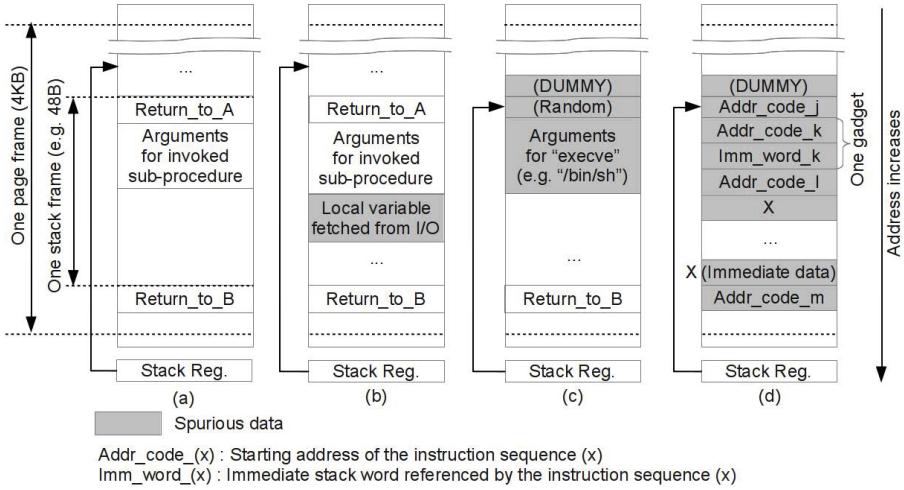 One page frame (4KB)
One stack frame (e.g. 48B)
...
Return_to_A
Arguments
for invoked
sub-procedure
Return_to_B
Stack Reg.
(a)
...
Return_to_A
Arguments
for invoked
sub-procedure
Local variable
fetched from I/O
...
Return_to_B
Stack Reg.
(b)
(DUMMY)
(Random)
Arguments
for “execve”
(e.g. “/bin/sh”)
...
Return_to_B
Stack Reg.
(c)
(DUMMY)
Addr_code_j
Addr_code_k
Imm_word_k
Addr_code_l
X
...
X (Immediate data)
Addr_code_m
Stack Reg.
(d)
One gadget
Address increases
Spurious data
Addr_code_(x) : Starting address of the instruction sequence (x)
Imm_word_(x) : Immediate stack word referenced by the instruction sequence (x)